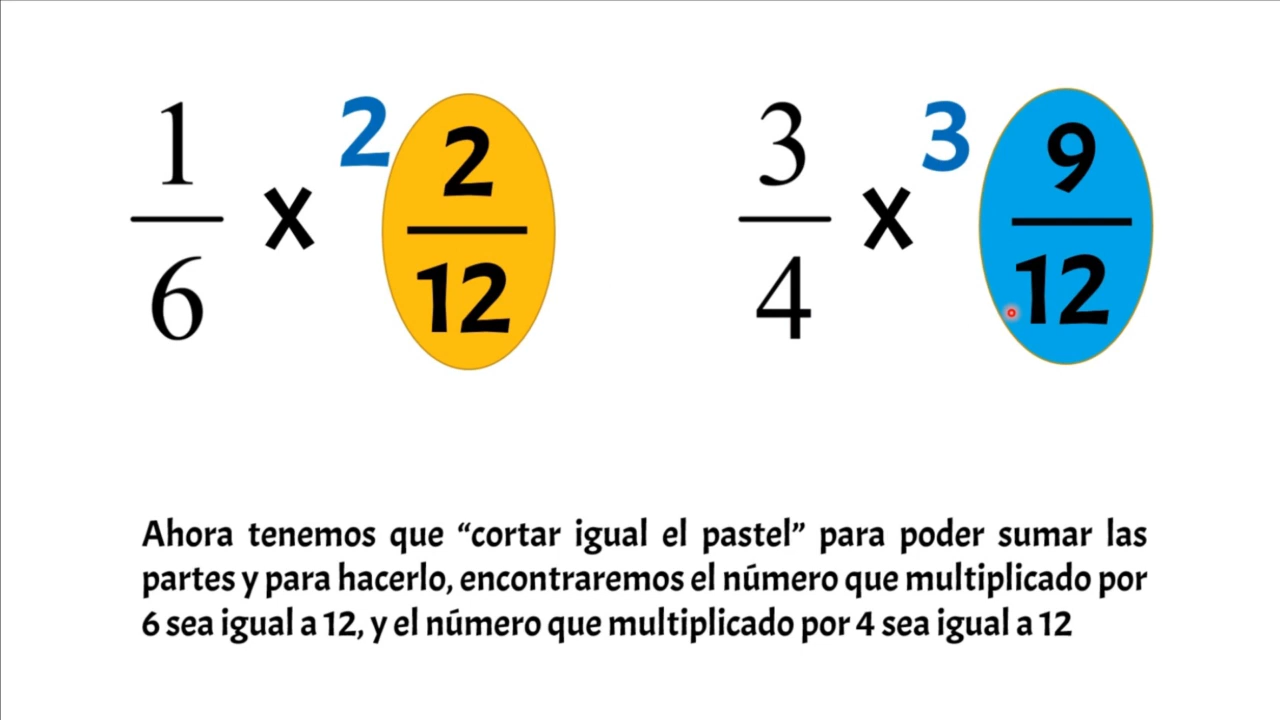 1/6 x 2 2/12
3/4 x 3 9/12
Ahora tenemos que “cortar igual el pastel” para poder sumar las
partes y para hacerlo, encontraremos el número que multiplicado por
6 sea igual a 12, y el número que multiplicado por 4 sea igual a 12